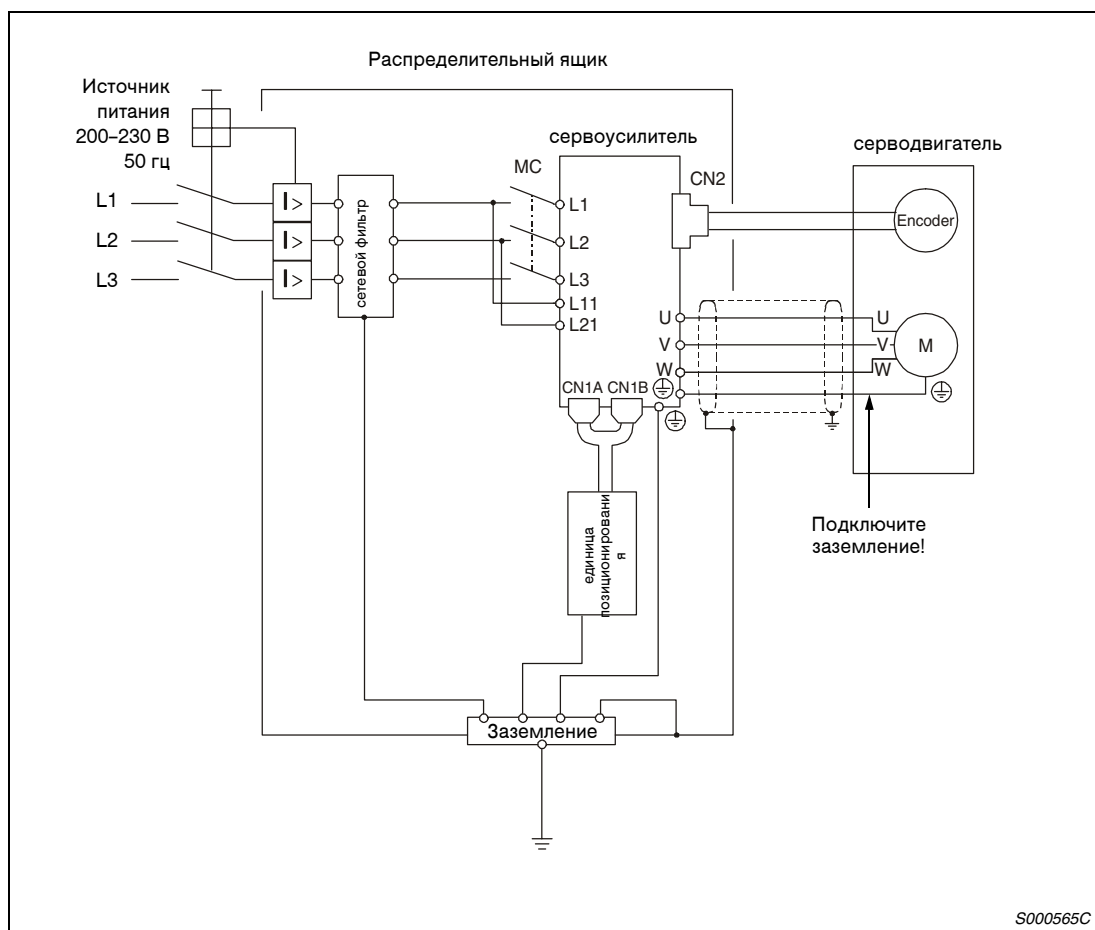 Распределительный ящик
Источник
питания
200–230 В
50 гц
L1
L2
L3
I>
I>
I>
сетевой фильтр
MC
сервоусилитель
L1
L2
L3
L11
L21
CN2
U
V
W
CN1A CN1B
серводвигатель
Encoder
U
V
W
M
Подключите
заземление!
единица
позиционировани
я
Заземление
S000565C